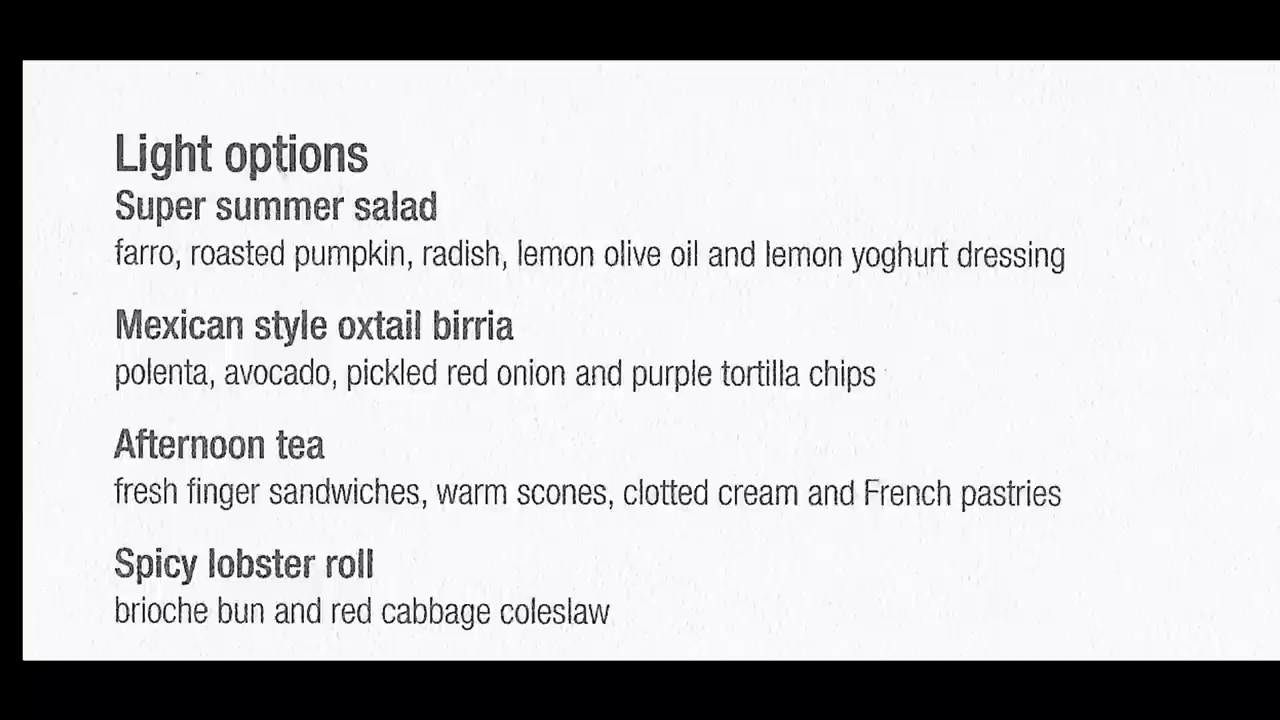 Light options
Super summer salad
farro, roasted pumpkin, radish, lemon olive oil and lemon yoghurt dressing
Mexican style oxtail birria
polenta, avocado, pickled red onion and purple tortilla chips
Afternoon tea
fresh finger sandwiches, warm scones, clotted cream and French pastries
Spicy lobster roll
brioche bun and red cabbage coleslaw